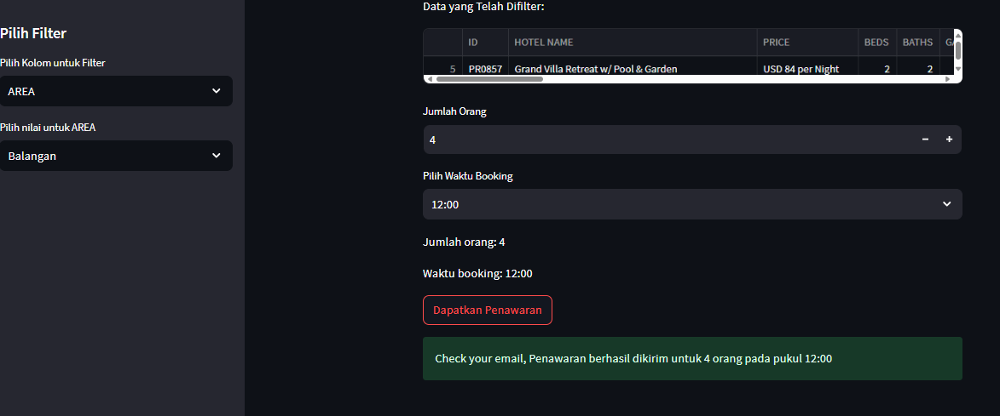 Pilih Filter
Pilih Kolom untuk Filter
AREA
Pilih nilai untuk AREA
Balangan
Data yang Telah Difilter:
ID HOTEL NAME PRICE BEDS BATHS
5 PR0857 Grand Villa Retreat w/ Pool & Garden USD 84 per Night 2 2
Jumlah Orang
4
Pilih Waktu Booking
12:00
Jumlah orang: 4
Waktu booking: 12:00
Dapatkan Penawaran
Check your email, Penawaran berhasil dikirim untuk 4 orang pada pukul 12:00